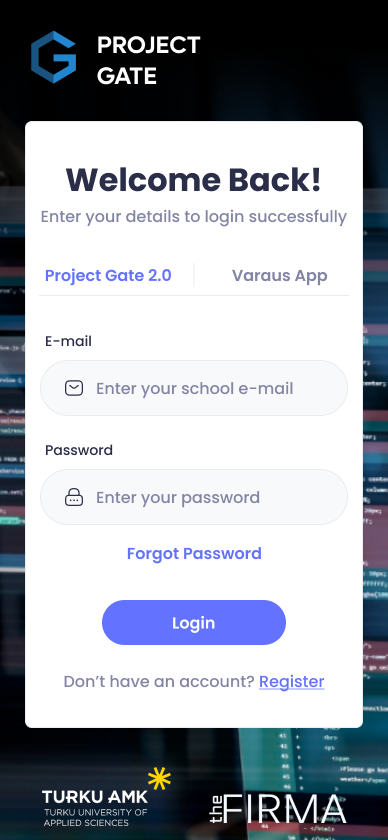 PROJECT
GATE
Welcome Back!
Enter your details to login successfully
Project Gate 2.0
Varaus App
E-mail
Enter your school e-mail
Password
Enter your password
Forgot Password
Login
Don’t have an account? Register
TURKU AMK
TURKU UNIVERSITY OF
APPLIED SCIENCES
the FIRMA